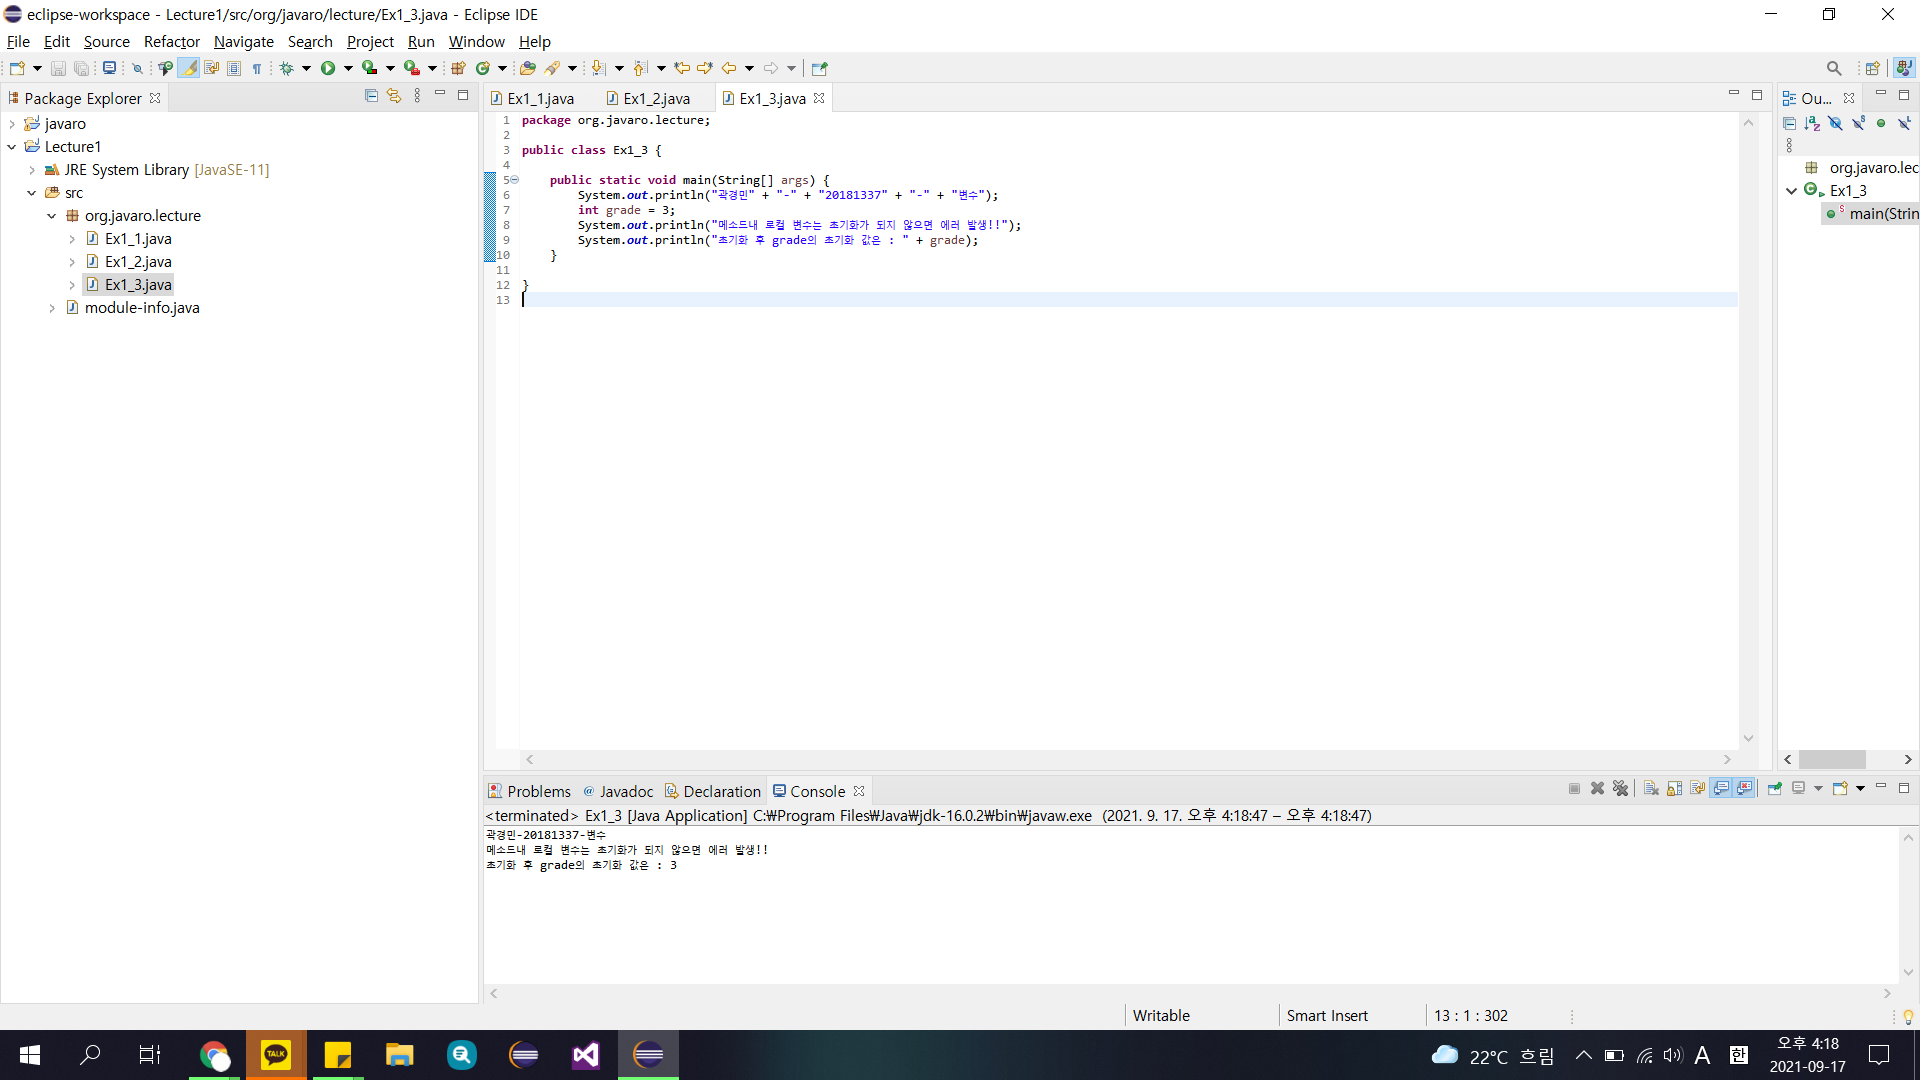 eclipse-workspace - Lecture1/src/org/javaro/lecture/Ex1_3.java - Eclipse IDE
File Edit Source Refactor Navigate Search Project Run Window Help
Package Explorer
javaro
Lecture1
JRE System Library [JavaSE-11]
src
org.javaro.lecture
Ex1_1.java
Ex1_2.java
Ex1_3.java
module-info.java
Ex1_1.java Ex1_2.java Ex1_3.java
1 package org.javaro.lecture;
2
3 public class Ex1_3 {
4
5 public static void main(String[] args) {
6 System.out.println("곽경민" + "-" + "20181337" + "-" + "변수");
7 int grade = 3;
8 System.out.println("메소드내 로컬 변수는 초기화가 되지 않으면 에러 발생!!");
9 System.out.println("초기화 후 grade의 초기화 값은 : " + grade);
10 }
11
12 }
13
Ou...
org.javaro.lec
Ex1_3
main(Strin
Problems @ Javadoc Declaration Console
<terminated> Ex1_3 [Java Application] C:₩Program Files₩Java₩jdk-16.0.2₩bin₩javaw.exe (2021. 9. 17. 오후 4:18:47 – 오후 4:18:47)
곽경민-20181337-변수
메소드내 로컬 변수는 초기화가 되지 않으면 에러 발생!!
초기화 후 grade의 초기화 값은 : 3
Writable Smart Insert 13 : 1 : 302
TALK
22°C 흐림 A 한 오후 4:18
2021-09-17